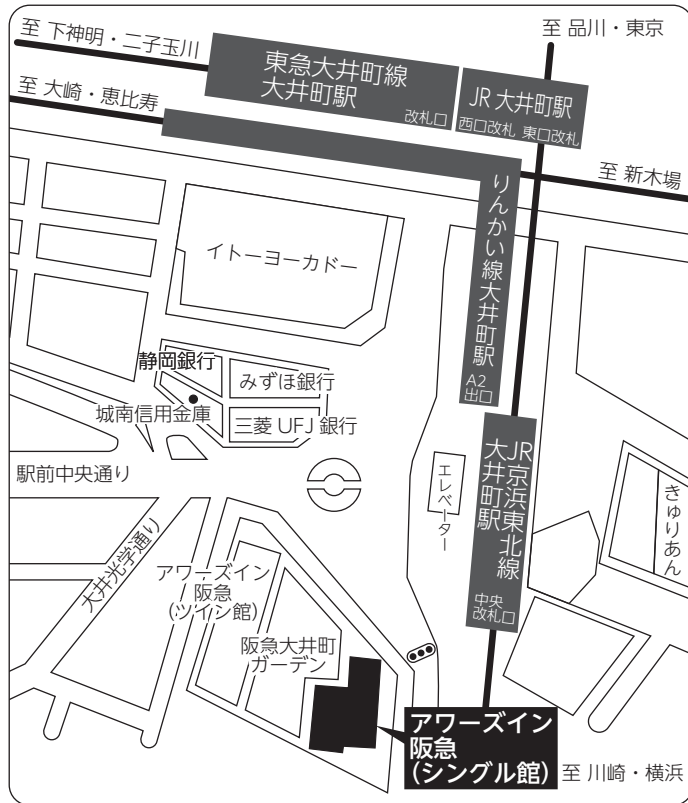 至 下神明・二子玉川
至 品川・東京
東急大井町線
大井町駅
改札口
JR 大井町駅
西口改札 東口改札
至 大崎・恵比寿
至 新木場
りんかい線大井町駅
A2
出口
イトーヨーカドー
静岡銀行
みずほ銀行
城南信用金庫
三菱 UFJ 銀行
駅前中央通り
エレベーター
JR京浜東北線
大井町駅
中央
改札口
きゅりあん
大井光学通り
アワーズイン
阪急
(ツイン館)
阪急大井町
ガーデン
アワーズイン
阪急
(シングル館)
至 川崎・横浜